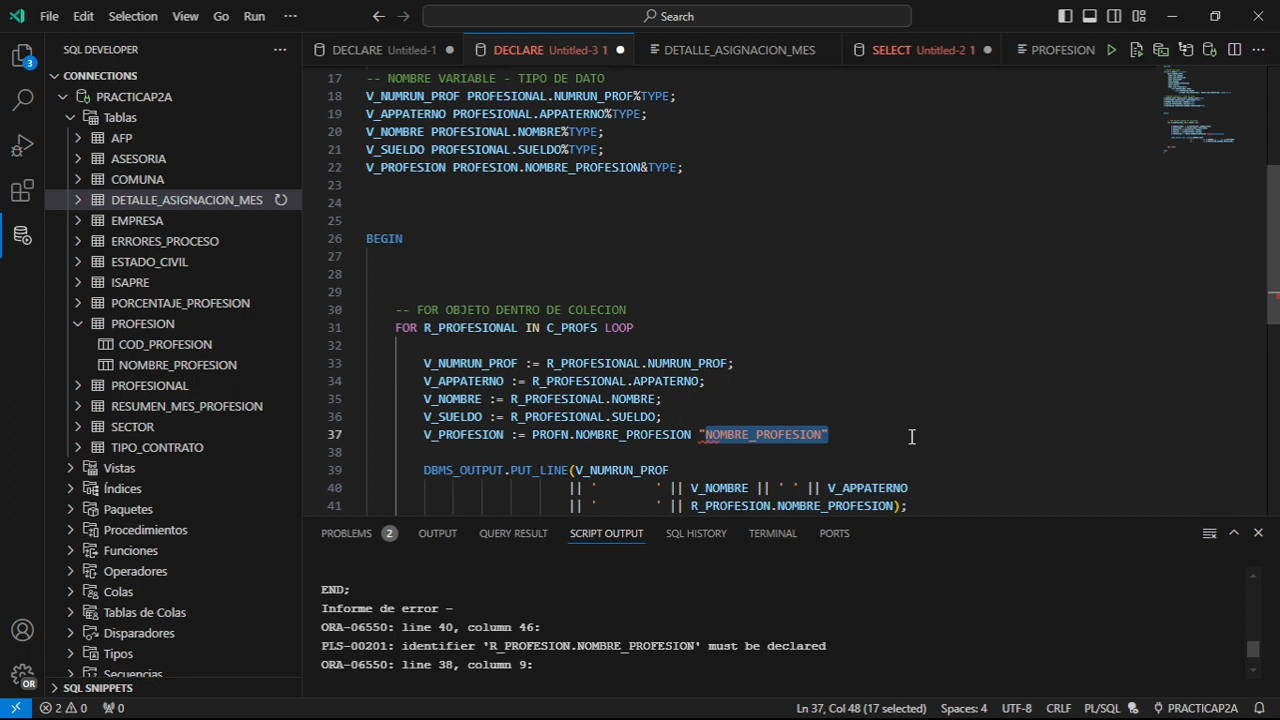 File Edit Selection View Go Run ··· Search
SQL DEVELOPER ···
DECLARE Untitled-1 DECLARE Untitled-3 1 DETALLE_ASIGNACION_MES SELECT Untitled-2 1 PROFESION
CONNECTIONS
PRACTICAP2A
Tablas
AFP
ASESORIA
COMUNA
DETALLE_ASIGNACION_MES
EMPRESA
ERRORES_PROCESO
ESTADO_CIVIL
ISAPRE
PORCENTAJE_PROFESION
PROFESION
COD_PROFESION
NOMBRE_PROFESION
PROFESIONAL
RESUMEN_MES_PROFESION
SECTOR
TIPO_CONTRATO
Vistas
Índices
Paquetes
Procedimientos
Funciones
Operadores
Colas
Tablas de Colas
Disparadores
Tipos
Secuencias
SQL SNIPPETS
3
OR
17 -- NOMBRE VARIABLE - TIPO DE DATO
18 V_NUMRUN_PROF PROFESIONAL.NUMRUN_PROF%TYPE;
19 V_APPATERNO PROFESIONAL.APPATERNO%TYPE;
20 V_NOMBRE PROFESIONAL.NOMBRE%TYPE;
21 V_SUELDO PROFESIONAL.SUELDO%TYPE;
22 V_PROFESION PROFESION.NOMBRE_PROFESION&TYPE;
23
24
25
26 BEGIN
27
28
29
30 -- FOR OBJETO DENTRO DE COLECION
31 FOR R_PROFESIONAL IN C_PROFS LOOP
32
33 V_NUMRUN_PROF := R_PROFESIONAL.NUMRUN_PROF;
34 V_APPATERNO := R_PROFESIONAL.APPATERNO;
35 V_NOMBRE := R_PROFESIONAL.NOMBRE;
36 V_SUELDO := R_PROFESIONAL.SUELDO;
37 V_PROFESION := PROFN.NOMBRE_PROFESION "NOMBRE_PROFESION"
38
39 DBMS_OUTPUT.PUT_LINE(V_NUMRUN_PROF
40 || '        ' || V_NOMBRE || ' ' || V_APPATERNO
41 || '        ' || R_PROFESION.NOMBRE_PROFESION);
PROBLEMS 2 OUTPUT QUERY RESULT SCRIPT OUTPUT SQL HISTORY TERMINAL PORTS
END;
Informe de error -
ORA-06550: line 40, column 46:
PLS-00201: identifier 'R_PROFESION.NOMBRE_PROFESION' must be declared
ORA-06550: line 38, column 9:
2 0 0 Ln 37, Col 48 (17 selected) Spaces: 4 UTF-8 CRLF PL/SQL PRACTICAP2A